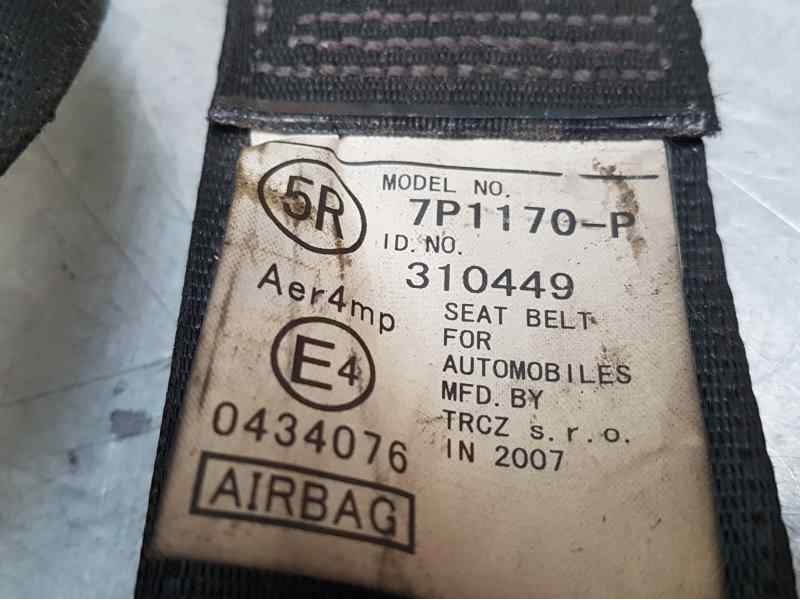 5R
MODEL NO.
7P1170-P
ID. NO.
310449
Aer4mp
E4
0434076
AIRBAG
SEAT BELT
FOR
AUTOMOBILES
MFD. BY
TRCZ s.r.o.
IN 2007